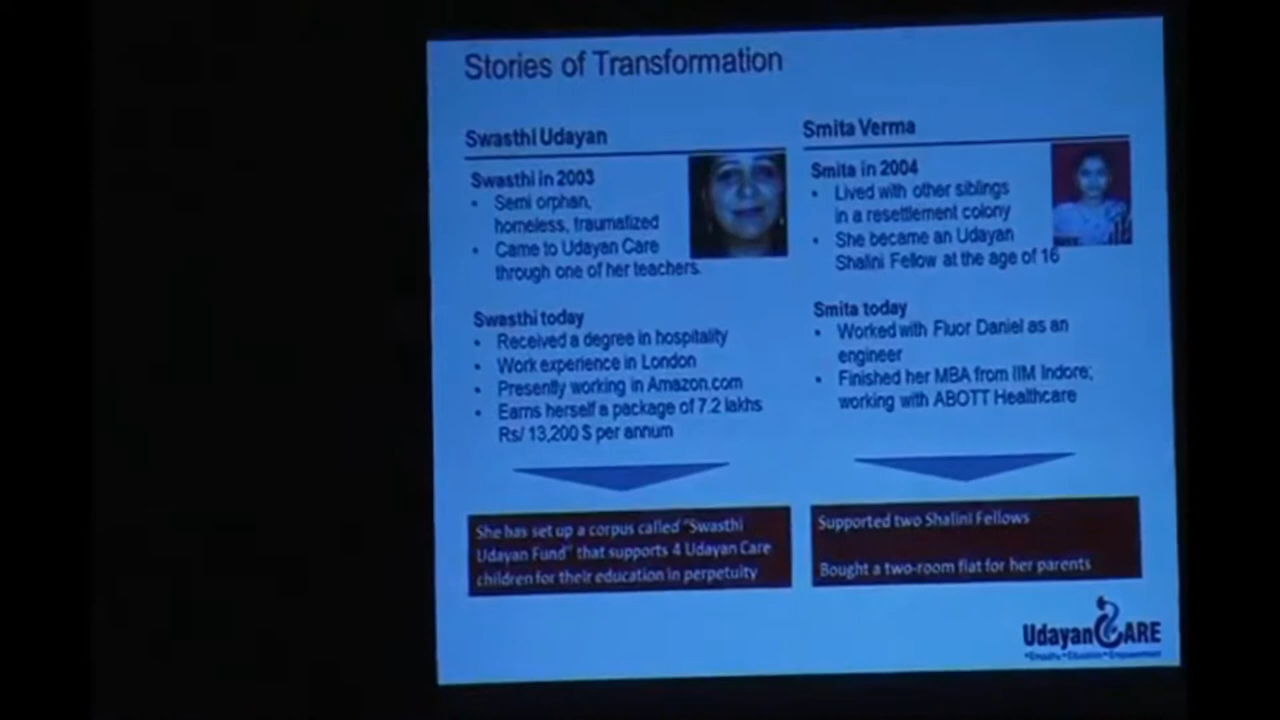 Stories of Transformation
Swasthi Udayan
Swasthi in 2003
• Semi orphan,
homeless, traumatized
• Came to Udayan Care
through one of her teachers.
Swasthi today
• Received a degree in hospitality
• Work experience in London
• Presently working in Amazon.com
• Earns herself a package of 7.2 lakhs
Rs/ 13,200 $ per annum
She has set up a corpus called "Swasthi
Udayan Fund" that supports 4 Udayan Care
children for their education in perpetuity
Smita Verma
Smita in 2004
• Lived with other siblings
in a resettlement colony
• She became an Udayan
Shalini Fellow at the age of 16
Smita today
• Worked with Fluor Daniel as an
engineer
• Finished her MBA from IIM Indore;
working with ABOTT Healthcare
Supported two Shalini Fellows
Bought a two-room flat for her parents
Udayan CARE